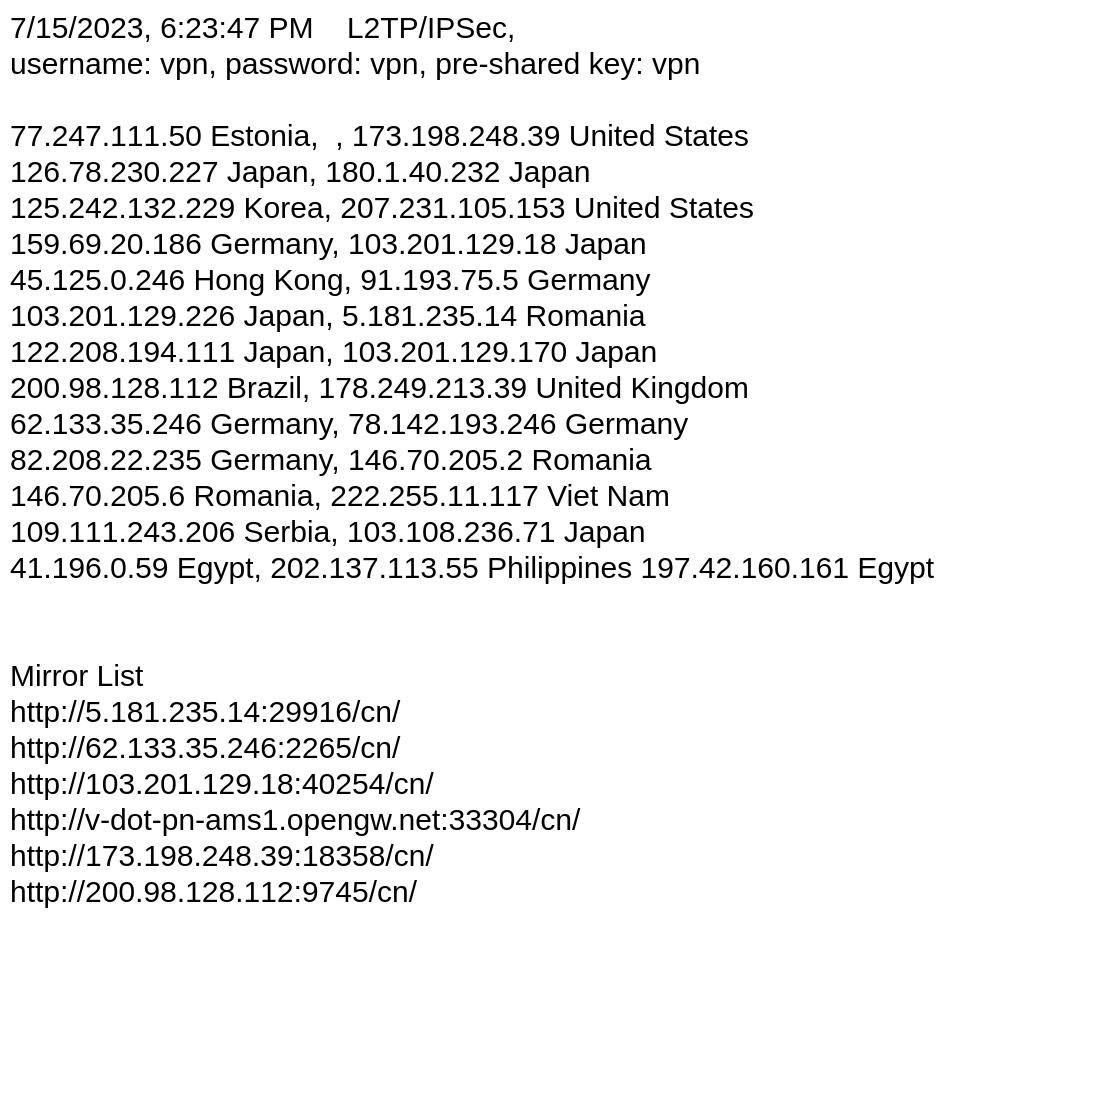 7/15/2023, 6:23:47 PM    L2TP/IPSec,
username: vpn, password: vpn, pre-shared key: vpn
77.247.111.50 Estonia,  , 173.198.248.39 United States
126.78.230.227 Japan, 180.1.40.232 Japan
125.242.132.229 Korea, 207.231.105.153 United States
159.69.20.186 Germany, 103.201.129.18 Japan
45.125.0.246 Hong Kong, 91.193.75.5 Germany
103.201.129.226 Japan, 5.181.235.14 Romania
122.208.194.111 Japan, 103.201.129.170 Japan
200.98.128.112 Brazil, 178.249.213.39 United Kingdom
62.133.35.246 Germany, 78.142.193.246 Germany
82.208.22.235 Germany, 146.70.205.2 Romania
146.70.205.6 Romania, 222.255.11.117 Viet Nam
109.111.243.206 Serbia, 103.108.236.71 Japan
41.196.0.59 Egypt, 202.137.113.55 Philippines 197.42.160.161 Egypt
Mirror List
http://5.181.235.14:29916/cn/
http://62.133.35.246:2265/cn/
http://103.201.129.18:40254/cn/
http://v-dot-pn-ams1.opengw.net:33304/cn/
http://173.198.248.39:18358/cn/
http://200.98.128.112:9745/cn/